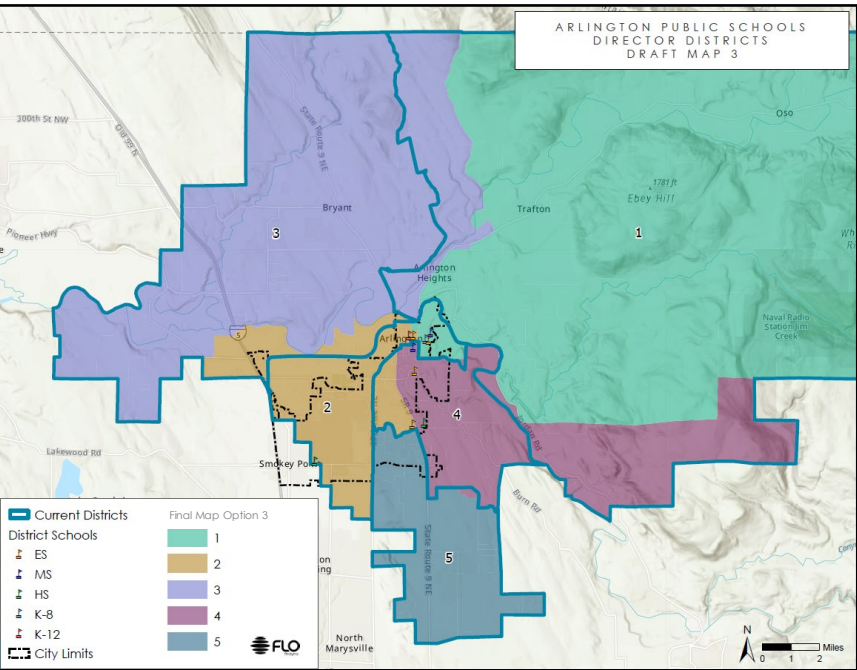 ARLINGTON PUBLIC SCHOOLS
DIRECTOR DISTRICTS
DRAFT MAP 3
Oso
300th St NW
Old 99 N
State Route 9 NE
1781 ft
Ebey Hill
Bryant
Trafton
3
1
Pioneer Hwy
Arlington
Heights
Naval Radio
Station Jim
Creek
5
Arlington
2
4
Jordan Rd
Lakewood Rd
Smokey Point
Burn Rd
State Route 9 NE
5
North
Marysville
Current Districts
District Schools
ES
MS
HS
K-8
K-12
City Limits
Final Map Option 3
1
2
3
4
5
FLO
N
0 1 2 Miles